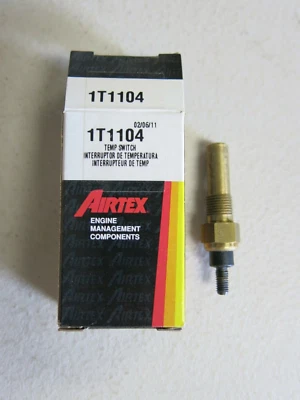 1T1104
02/06/11
1T1104
TEMP SWITCH
INTERRUPTOR DE TEMPERATURA
INTERRUPTEUR DE TEMP
AIRTEX
ENGINE
MANAGEMENT
COMPONENTS